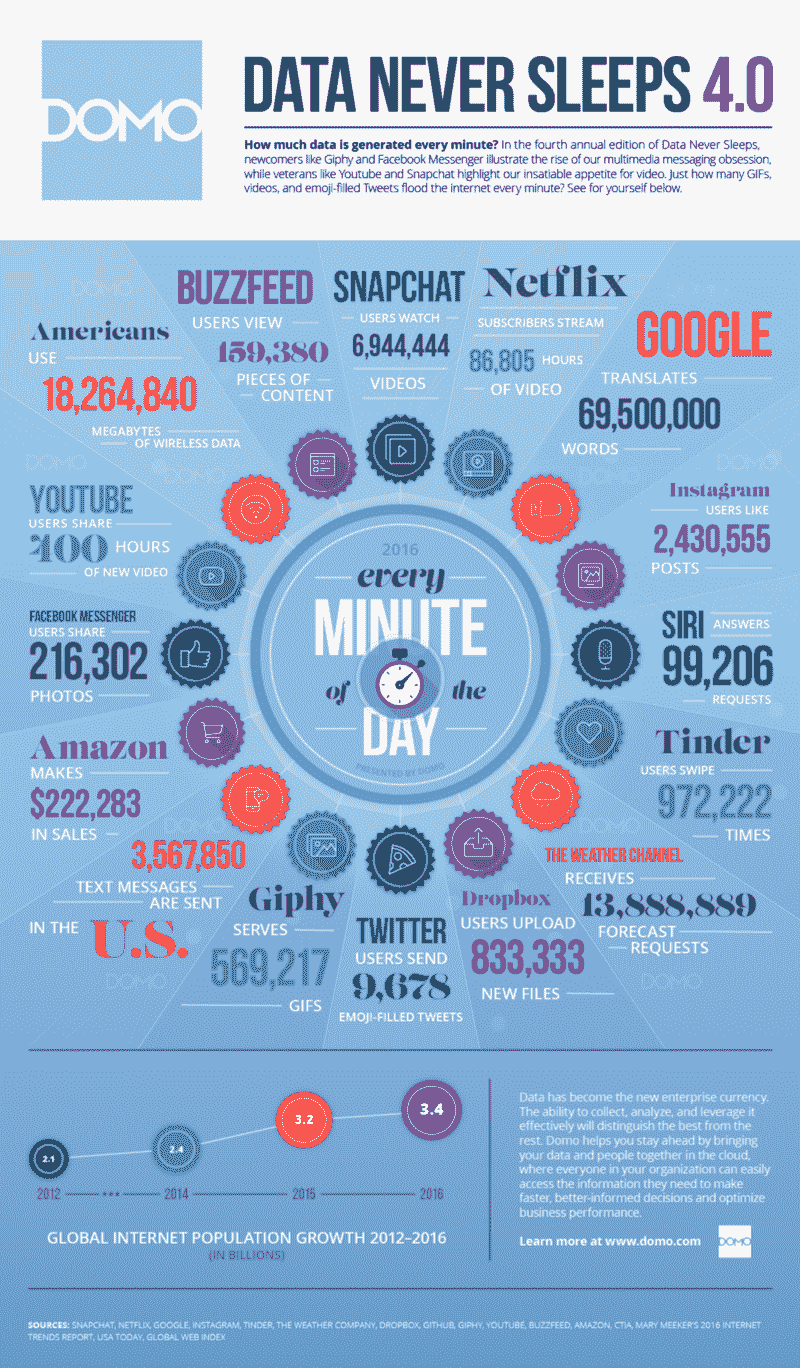 DOMO
DATA NEVER SLEEPS 4.0
How much data is generated every minute? In the fourth annual edition of Data Never Sleeps,
newcomers like Giphy and Facebook Messenger illustrate the rise of our multimedia messaging obsession,
while veterans like Youtube and Snapchat highlight our insatiable appetite for video. Just how many GIFs,
videos, and emoji-filled Tweets flood the internet every minute? See for yourself below.
Americans
USE
18,264,840
MEGABYTES
OF WIRELESS DATA
BUZZFEED
USERS VIEW
159,380
PIECES OF
CONTENT
SNAPCHAT
USERS WATCH
6,944,444
VIDEOS
Netflix
SUBSCRIBERS STREAM
86,805 HOURS
OF VIDEO
GOOGLE
TRANSLATES
69,500,000
WORDS
YOUTUBE
USERS SHARE
400 HOURS
OF NEW VIDEO
Instagram
USERS LIKE
2,430,555
POSTS
FACEBOOK MESSENGER
USERS SHARE
216,302
PHOTOS
2016
every
MINUTE
of the
DAY
PRESENTED BY DOMO
SIRI ANSWERS
99,206
REQUESTS
Amazon
MAKES
$222,283
IN SALES
Tinder
USERS SWIPE
972,222
TIMES
3,567,850
TEXT MESSAGES
ARE SENT
IN THE U.S.
Giphy
SERVES
569,217
GIFS
TWITTER
USERS SEND
9,678
EMOJI-FILLED TWEETS
Dropbox
USERS UPLOAD
833,333
NEW FILES
THE WEATHER CHANNEL
RECEIVES
13,888,889
FORECAST
REQUESTS
DOMO
DOMO
DOMO
DOMO
DOMO
2.1
2.4
3.2
3.4
2012 2014 2015 2016
GLOBAL INTERNET POPULATION GROWTH 2012–2016
(IN BILLIONS)
Data has become the new enterprise currency.
The ability to collect, analyze, and leverage it
effectively will distinguish the best from the
rest. Domo helps you stay ahead by bringing
your data and people together in the cloud,
where everyone in your organization can easily
access the information they need to make
faster, better-informed decisions and optimize
business performance.
Learn more at www.domo.com
DOMO
SOURCES: SNAPCHAT, NETFLIX, GOOGLE, INSTAGRAM, TINDER, THE WEATHER COMPANY, DROPBOX, GITHUB, GIPHY, YOUTUBE, BUZZFEED, AMAZON, CTIA, MARY MEEKER'S 2016 INTERNET
TRENDS REPORT, USA TODAY, GLOBAL WEB INDEX